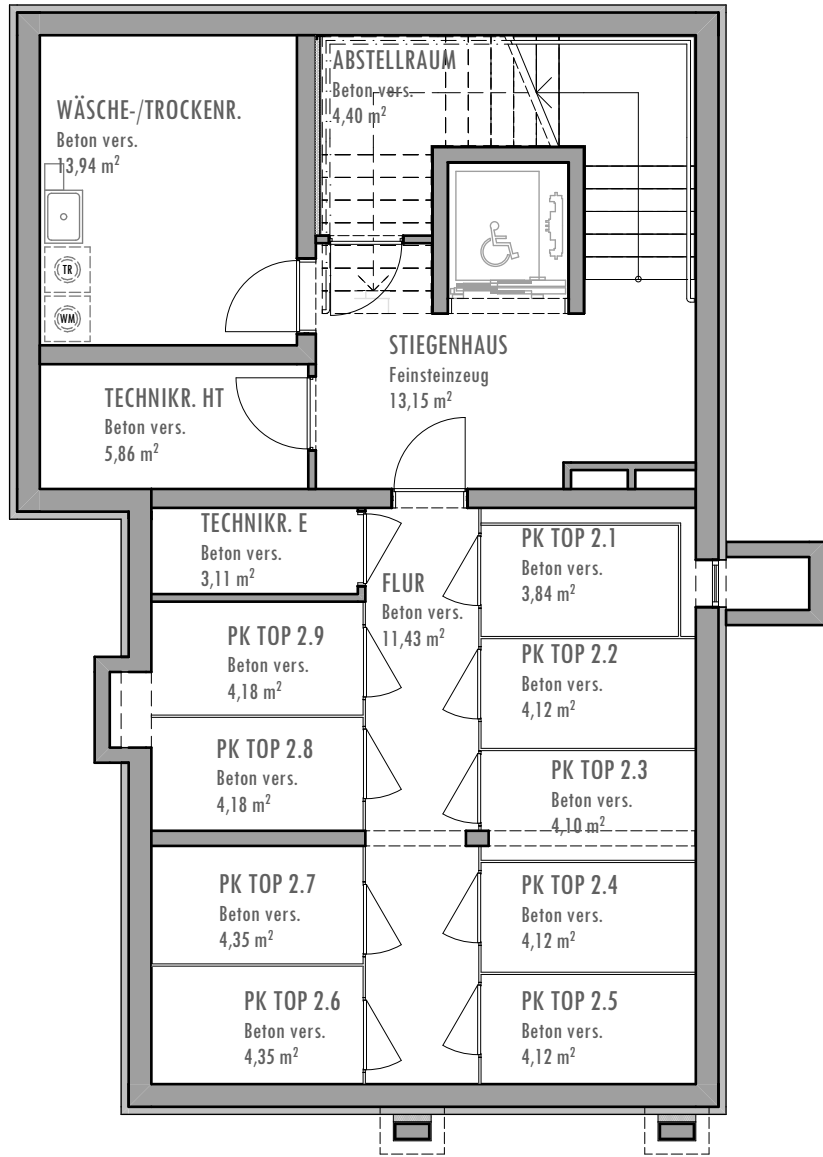 ABSTELLRAUM
Beton vers.
4,40 m²
WÄSCHE-/TROCKENR.
Beton vers.
13,94 m²
TR
WM
STIEGENHAUS
Feinsteinzeug
13,15 m²
TECHNIKR. HT
Beton vers.
5,86 m²
TECHNIKR. E
Beton vers.
3,11 m²
FLUR
Beton vers.
11,43 m²
PK TOP 2.1
Beton vers.
3,84 m²
PK TOP 2.9
Beton vers.
4,18 m²
PK TOP 2.2
Beton vers.
4,12 m²
PK TOP 2.8
Beton vers.
4,18 m²
PK TOP 2.3
Beton vers.
4,10 m²
PK TOP 2.7
Beton vers.
4,35 m²
PK TOP 2.4
Beton vers.
4,12 m²
PK TOP 2.6
Beton vers.
4,35 m²
PK TOP 2.5
Beton vers.
4,12 m²